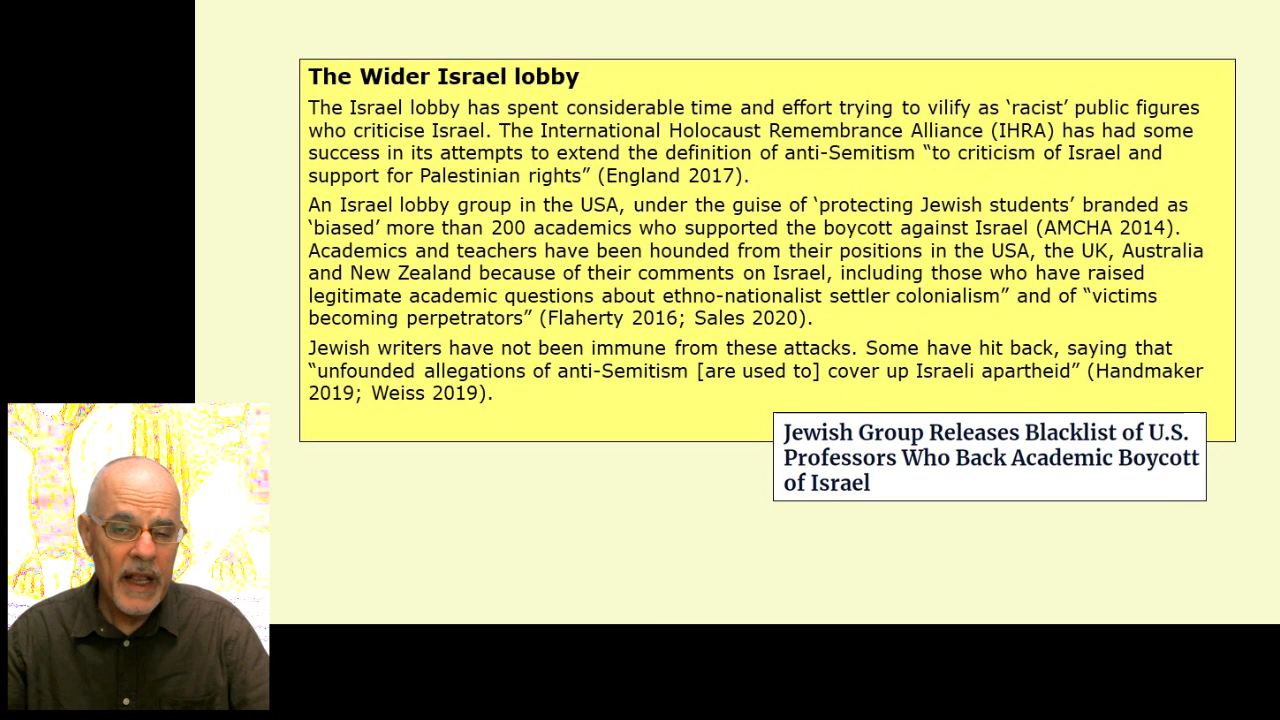 The Wider Israel lobby
The Israel lobby has spent considerable time and effort trying to vilify as ‘racist’ public figures
who criticise Israel. The International Holocaust Remembrance Alliance (IHRA) has had some
success in its attempts to extend the definition of anti-Semitism “to criticism of Israel and
support for Palestinian rights” (England 2017).
An Israel lobby group in the USA, under the guise of ‘protecting Jewish students’ branded as
‘biased’ more than 200 academics who supported the boycott against Israel (AMCHA 2014).
Academics and teachers have been hounded from their positions in the USA, the UK, Australia
and New Zealand because of their comments on Israel, including those who have raised
legitimate academic questions about ethno-nationalist settler colonialism” and of “victims
becoming perpetrators” (Flaherty 2016; Sales 2020).
Jewish writers have not been immune from these attacks. Some have hit back, saying that
“unfounded allegations of anti-Semitism [are used to] cover up Israeli apartheid” (Handmaker
2019; Weiss 2019).
Jewish Group Releases Blacklist of U.S.
Professors Who Back Academic Boycott
of Israel